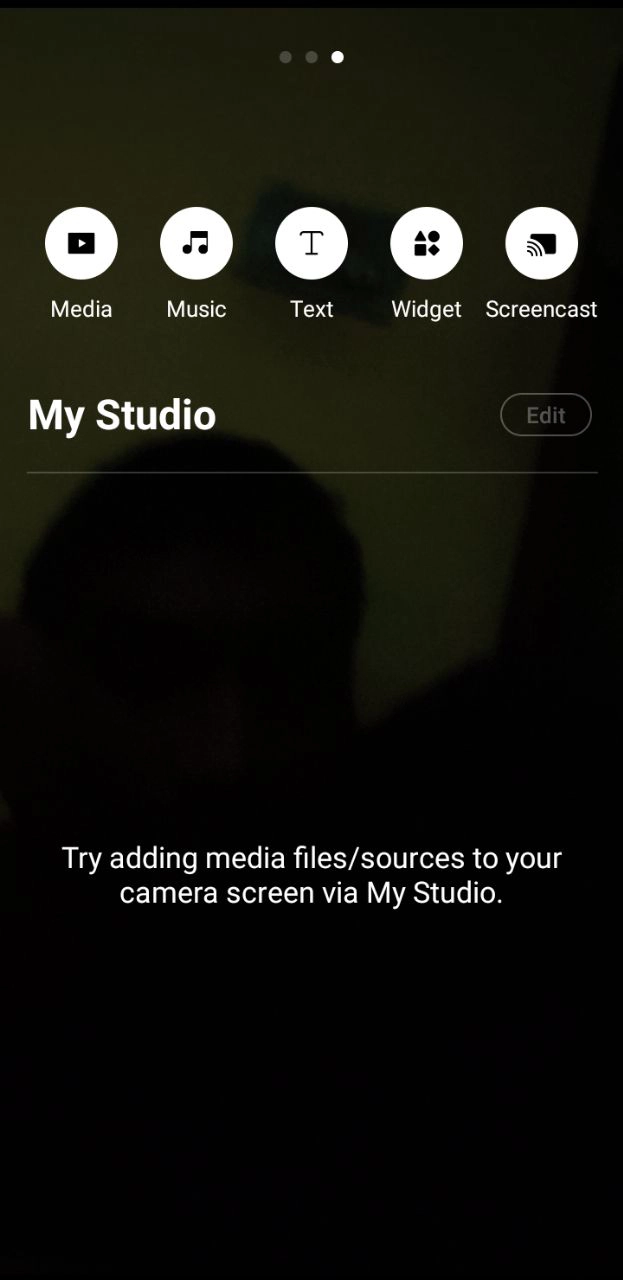 Media Music Text Widget Screencast
My Studio Edit
Try adding media files/sources to your
camera screen via My Studio.